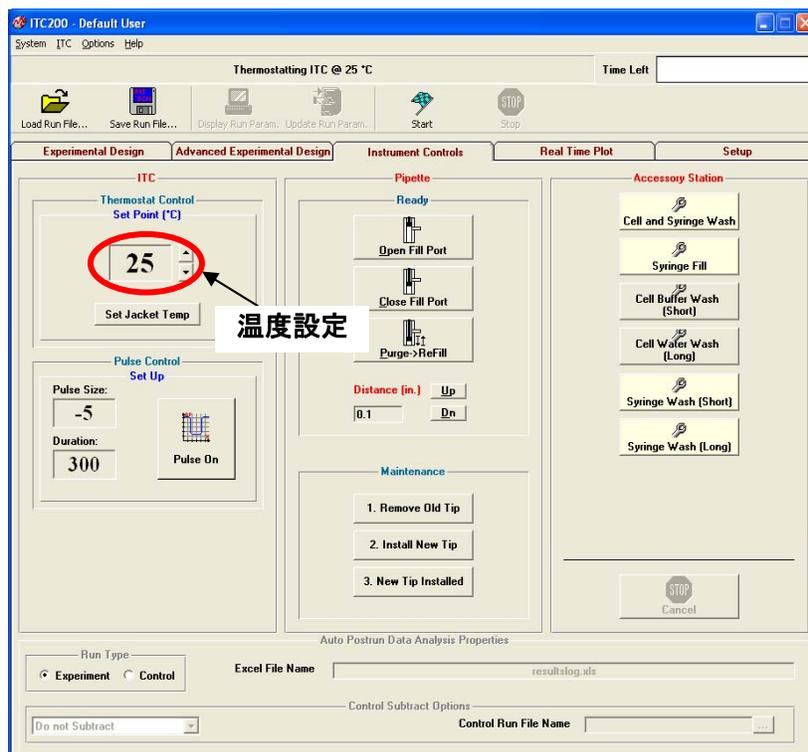 ITC200 - Default User
System ITC Options Help
Thermostatting ITC @ 25 °C
Time Left
Load Run File...
Save Run File...
Display Run Param.
Update Run Param.
Start
STOP
Stop
Experimental Design
Advanced Experimental Design
Instrument Controls
Real Time Plot
Setup
ITC
Thermostat Control
Set Point (°C)
25
Set Jacket Temp
温度設定
Pulse Control
Set Up
Pulse Size:
-5
Duration:
300
Pulse On
Pipette
Ready
Open Fill Port
Close Fill Port
Purge->ReFill
Distance (in.)
Up
0.1
Dn
Maintenance
1. Remove Old Tip
2. Install New Tip
3. New Tip Installed
Accessory Station
Cell and Syringe Wash
Syringe Fill
Cell Buffer Wash
(Short)
Cell Water Wash
(Long)
Syringe Wash (Short)
Syringe Wash (Long)
STOP
Cancel
Auto Postrun Data Analysis Properties
Run Type
Experiment
Control
Excel File Name
resultslog.xls
Control Subtract Options
Do not Subtract
Control Run File Name
...